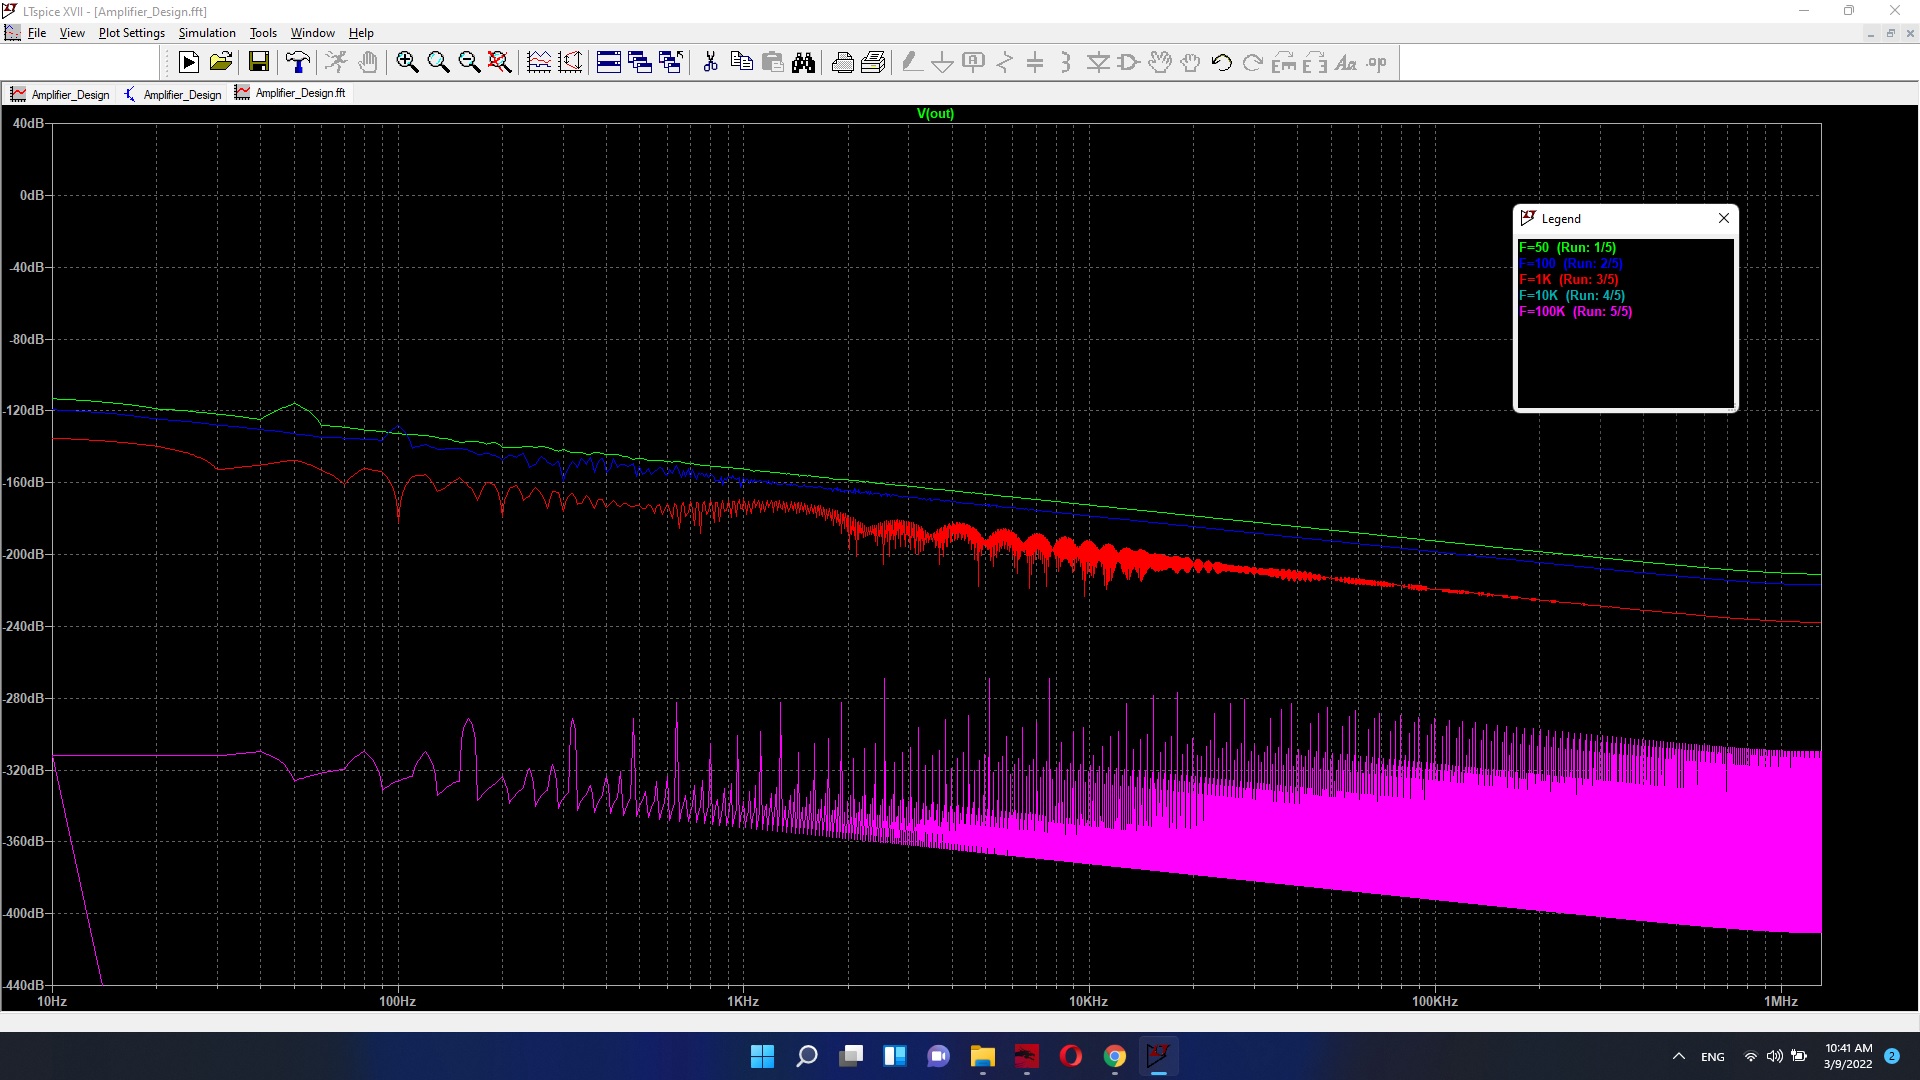 LTspice XVII - [Amplifier_Design.fft]
File View Plot Settings Simulation Tools Window Help
Amplifier_Design Amplifier_Design Amplifier_Design.fft
V(out)
40dB
0dB
-40dB
-80dB
-120dB
-160dB
-200dB
-240dB
-280dB
-320dB
-360dB
-400dB
-440dB
10Hz 100Hz 1KHz 10KHz 100KHz 1MHz
Legend
F=50 (Run: 1/5)
F=100 (Run: 2/5)
F=1K (Run: 3/5)
F=10K (Run: 4/5)
F=100K (Run: 5/5)
ENG
10:41 AM
3/9/2022
2